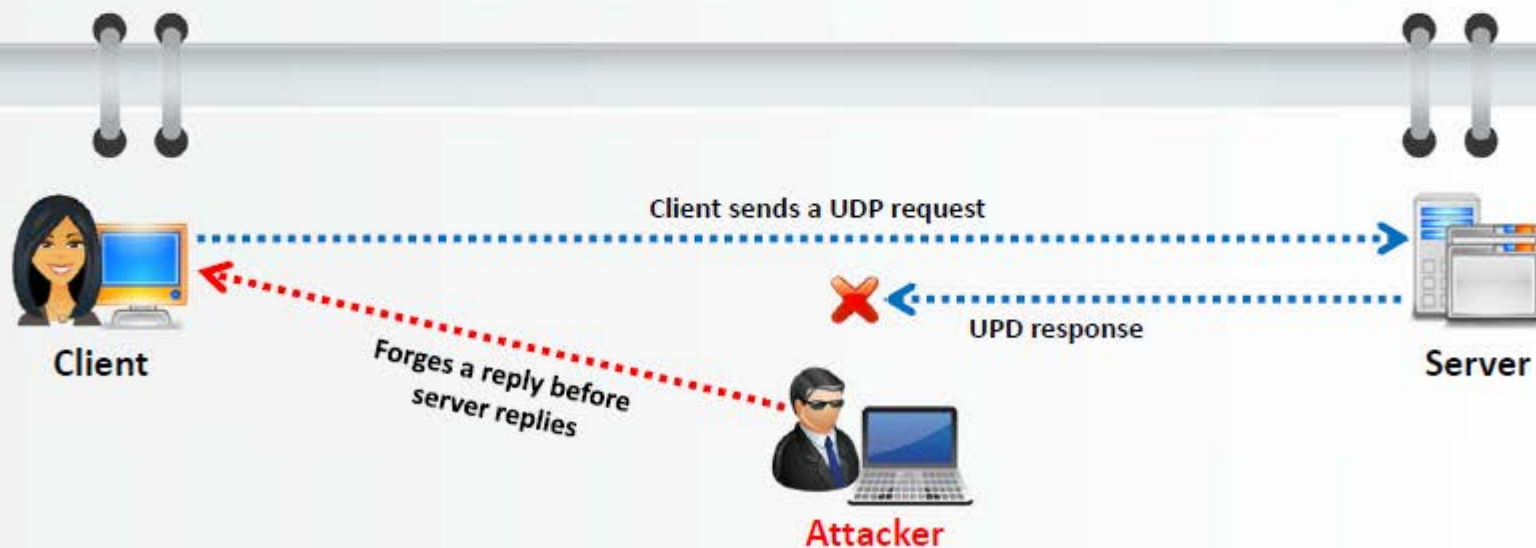 Client sends a UDP request
UPD response
Client
Forges a reply before
server replies
Server
Attacker